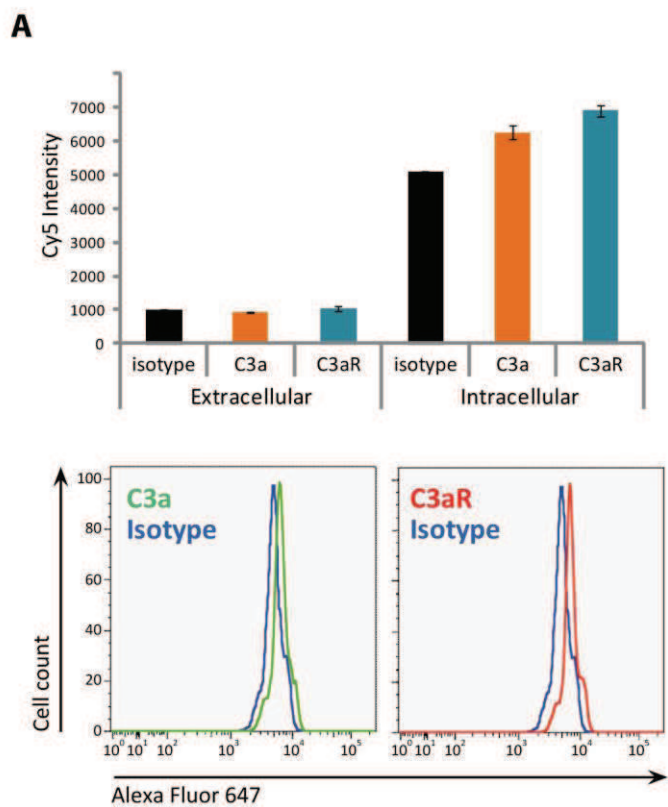 A
7000
6000
5000
4000
3000
2000
1000
0
Cy5 Intensity
isotype C3a C3aR isotype C3a C3aR
Extracellular Intracellular
100
80
60
40
20
0
Cell count
C3a
Isotype
C3aR
Isotype
10⁰ 10¹ 10² 10³ 10⁴ 10⁵
10⁰ 10¹ 10² 10³ 10⁴ 10⁵
Alexa Fluor 647